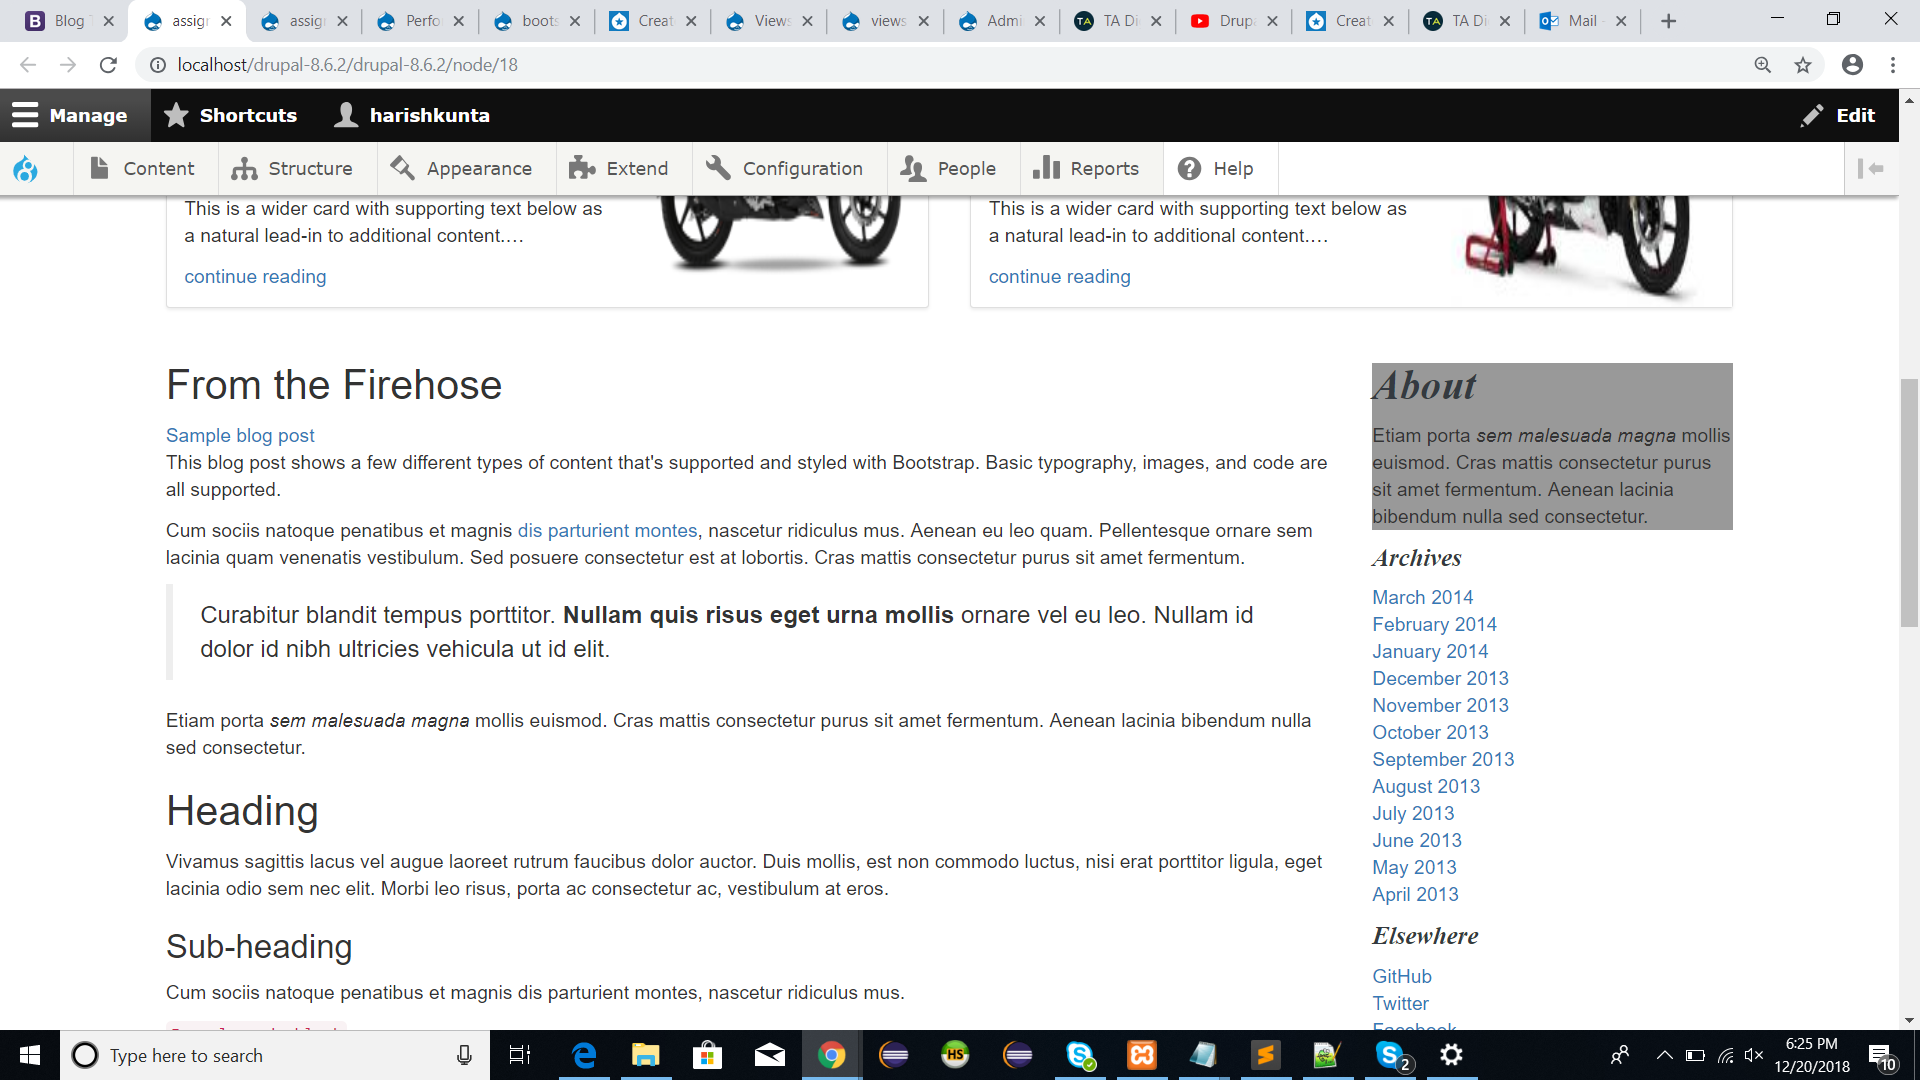 Blog
assign
assign
Perfo
boots
Creat
Views
views
Admi
TA Di
Drup
Creat
TA Di
Mail
localhost/drupal-8.6.2/drupal-8.6.2/node/18
Manage
Shortcuts
harishkunta
Edit
Content
Structure
Appearance
Extend
Configuration
People
Reports
Help
This is a wider card with supporting text below as
a natural lead-in to additional content.…
continue reading
This is a wider card with supporting text below as
a natural lead-in to additional content.…
continue reading
From the Firehose
Sample blog post
This blog post shows a few different types of content that's supported and styled with Bootstrap. Basic typography, images, and code are
all supported.
Cum sociis natoque penatibus et magnis dis parturient montes, nascetur ridiculus mus. Aenean eu leo quam. Pellentesque ornare sem
lacinia quam venenatis vestibulum. Sed posuere consectetur est at lobortis. Cras mattis consectetur purus sit amet fermentum.
Curabitur blandit tempus porttitor. Nullam quis risus eget urna mollis ornare vel eu leo. Nullam id
dolor id nibh ultricies vehicula ut id elit.
Etiam porta sem malesuada magna mollis euismod. Cras mattis consectetur purus sit amet fermentum. Aenean lacinia bibendum nulla
sed consectetur.
Heading
Vivamus sagittis lacus vel augue laoreet rutrum faucibus dolor auctor. Duis mollis, est non commodo luctus, nisi erat porttitor ligula, eget
lacinia odio sem nec elit. Morbi leo risus, porta ac consectetur ac, vestibulum at eros.
Sub-heading
Cum sociis natoque penatibus et magnis dis parturient montes, nascetur ridiculus mus.
About
Etiam porta sem malesuada magna mollis
euismod. Cras mattis consectetur purus
sit amet fermentum. Aenean lacinia
bibendum nulla sed consectetur.
Archives
March 2014
February 2014
January 2014
December 2013
November 2013
October 2013
September 2013
August 2013
July 2013
June 2013
May 2013
April 2013
Elsewhere
GitHub
Twitter
Facebook
Type here to search
HS
2
6:25 PM
12/20/2018
10